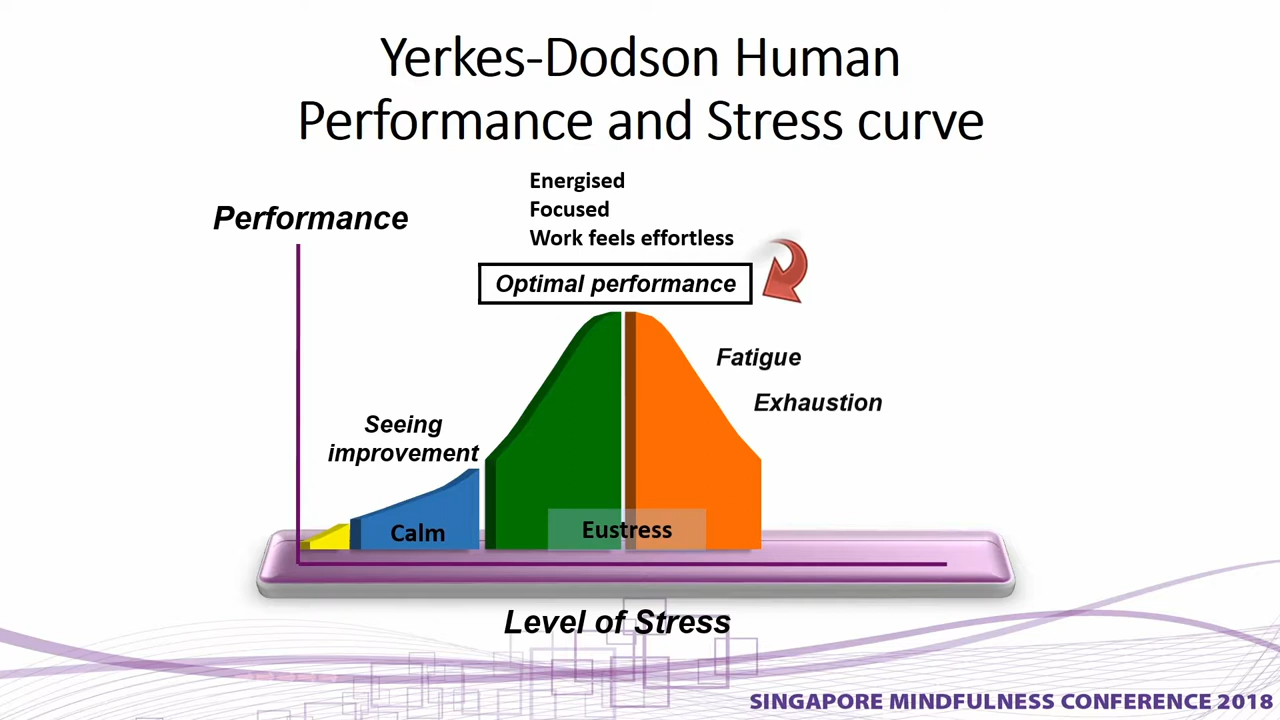 Yerkes-Dodson Human
Performance and Stress curve
Energised
Focused
Work feels effortless
Performance
Optimal performance
Fatigue
Exhaustion
Seeing
improvement
Calm
Eustress
Level of Stress
SINGAPORE MINDFULNESS CONFERENCE 2018